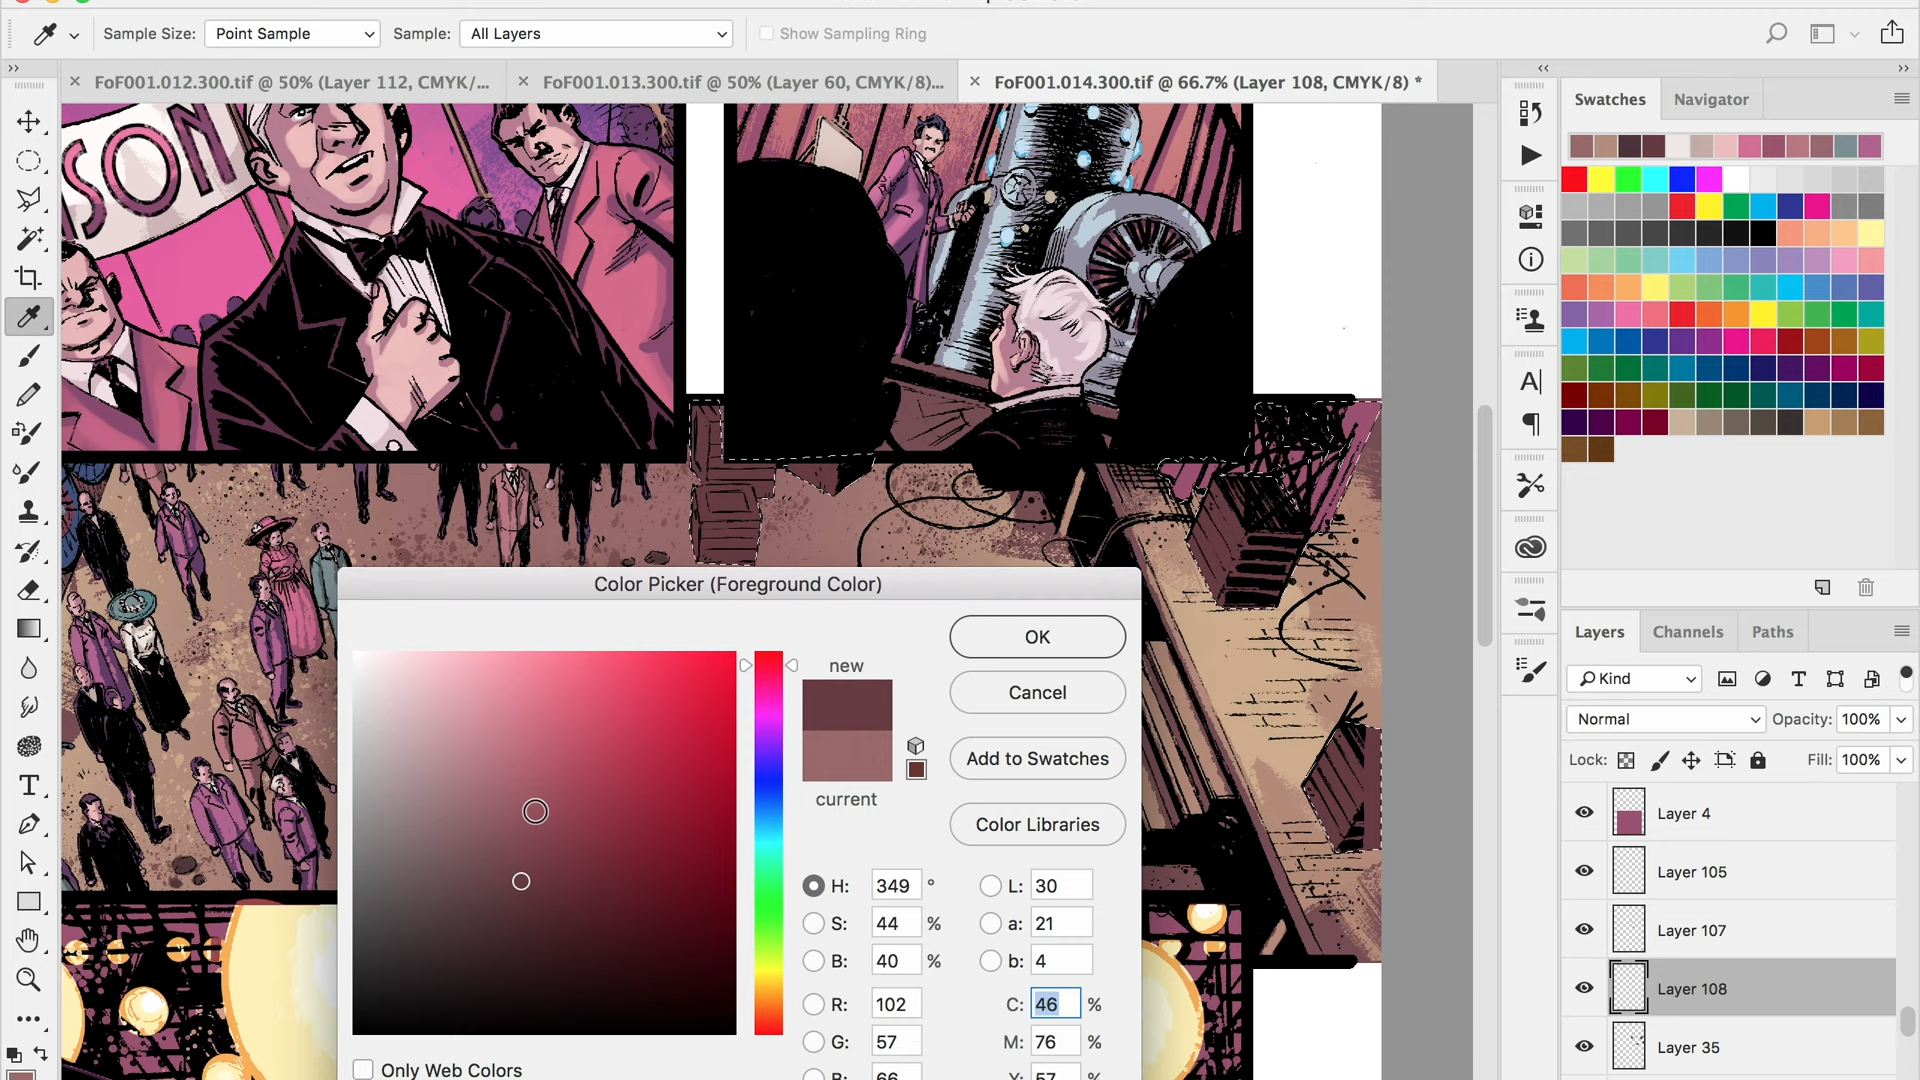 Sample Size: Point Sample Sample: All Layers Show Sampling Ring
FoF001.012.300.tif @ 50% (Layer 112, CMYK/... FoF001.013.300.tif @ 50% (Layer 60, CMYK/8)... FoF001.014.300.tif @ 66.7% (Layer 108, CMYK/8) *
Swatches Navigator
SON
Color Picker (Foreground Color)
new
current
OK
Cancel
Add to Swatches
Color Libraries
H: 349 ° L: 30
S: 44 % a: 21
B: 40 % b: 4
R: 102 C: 46 %
G: 57 M: 76 %
B: 66 Y: 57 %
Only Web Colors
Layers Channels Paths
Kind
Normal Opacity: 100%
Lock: Fill: 100%
Layer 4
Layer 105
Layer 107
Layer 108
Layer 35